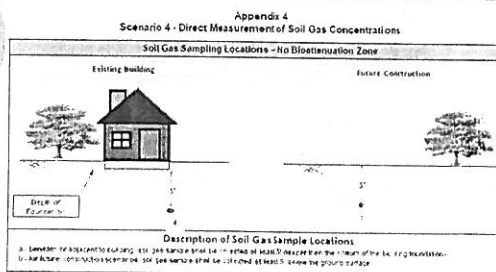 Appendix 4
Scenario 4 - Direct Measurement of Soil Gas Concentrations
Soil Gas Sampling Locations - No Bioattenuation Zone
Existing Building
Future Construction
5'
5'
Depth of Foundation
Description of Soil Gas Sample Locations
a - Beneath or adjacent to building, soil gas sample shall be collected at least 5' deeper than the bottom of the building foundation.
b - For future construction scenario, soil gas sample shall be collected at least 5' below the ground surface.